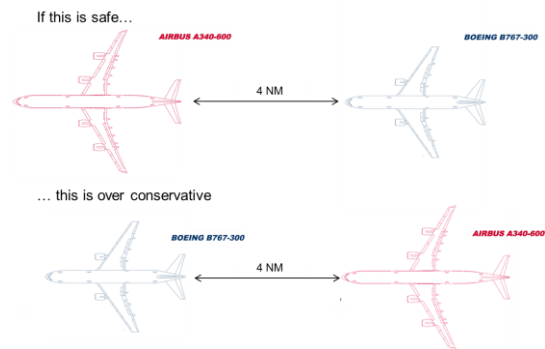 If this is safe…
AIRBUS A340-600
BOEING B767-300
4 NM
… this is over conservative
BOEING B767-300
AIRBUS A340-600
4 NM